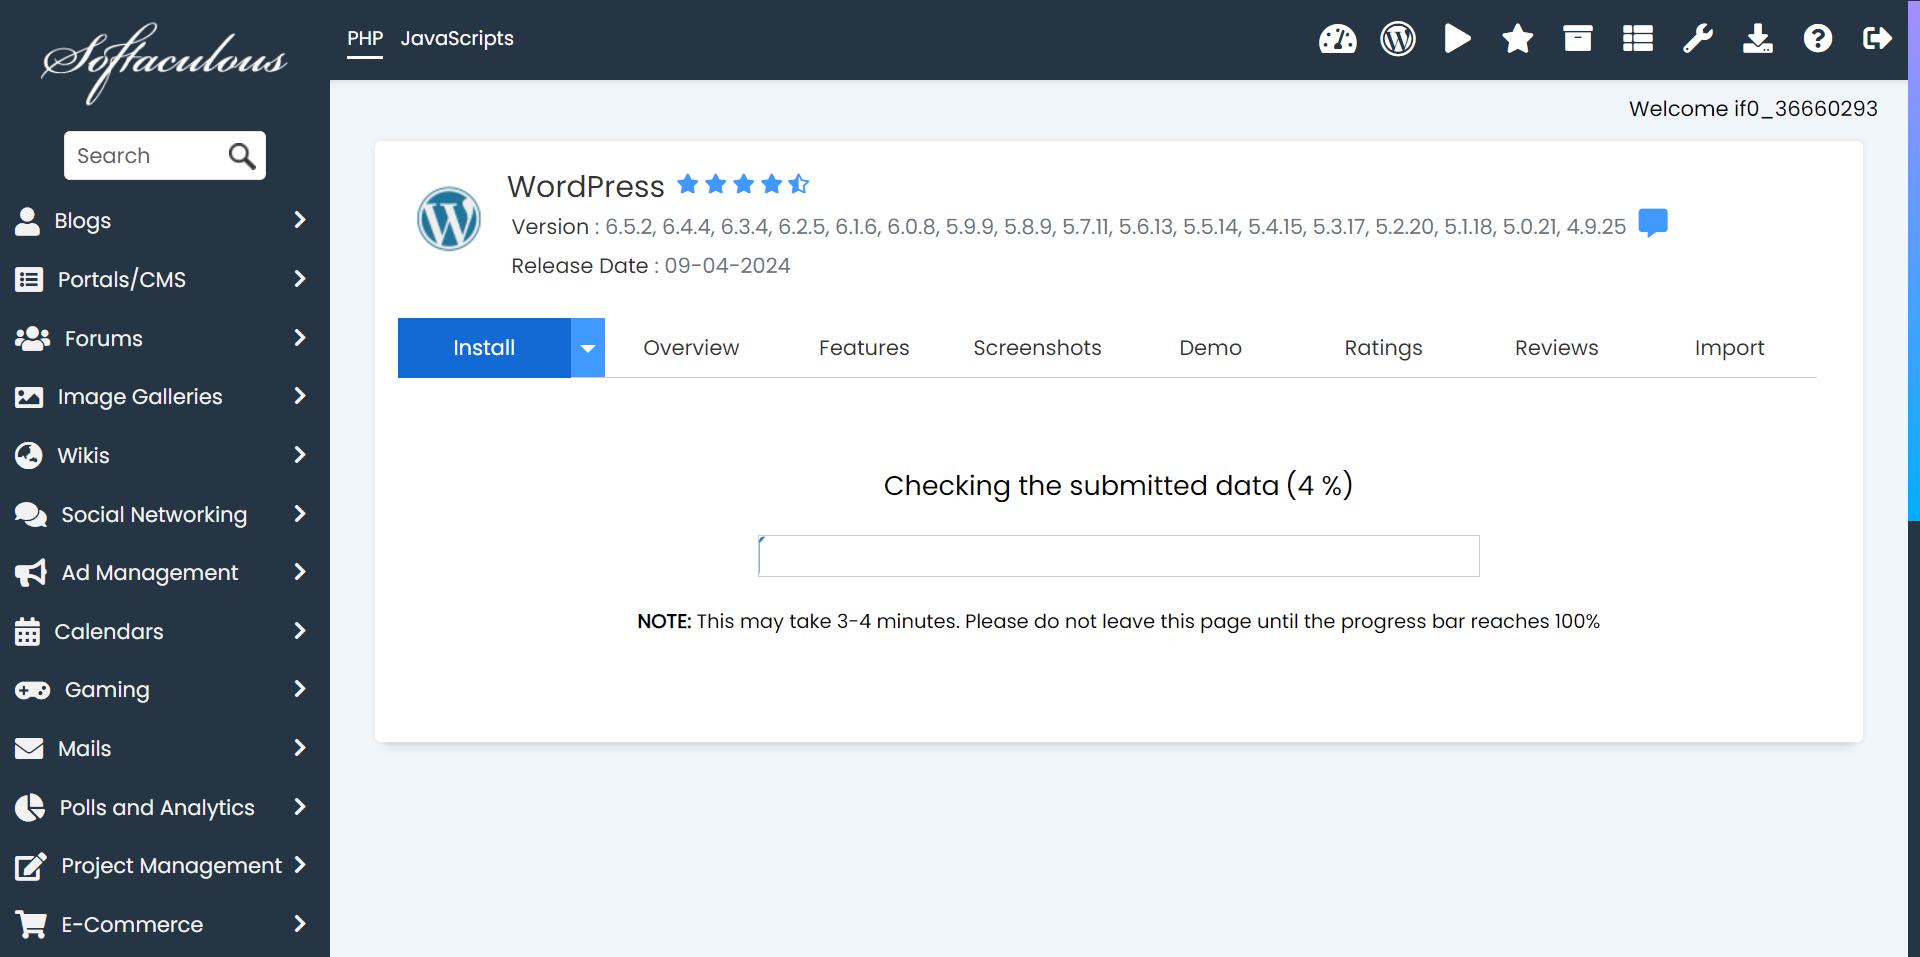 Softaculous
PHP JavaScripts
Welcome if0_36660293
Search
Blogs
Portals/CMS
Forums
Image Galleries
Wikis
Social Networking
Ad Management
Calendars
Gaming
Mails
Polls and Analytics
Project Management
E-Commerce
WordPress
Version : 6.5.2, 6.4.4, 6.3.4, 6.2.5, 6.1.6, 6.0.8, 5.9.9, 5.8.9, 5.7.11, 5.6.13, 5.5.14, 5.4.15, 5.3.17, 5.2.20, 5.1.18, 5.0.21, 4.9.25
Release Date : 09-04-2024
Install Overview Features Screenshots Demo Ratings Reviews Import
Checking the submitted data (4 %)
NOTE: This may take 3-4 minutes. Please do not leave this page until the progress bar reaches 100%